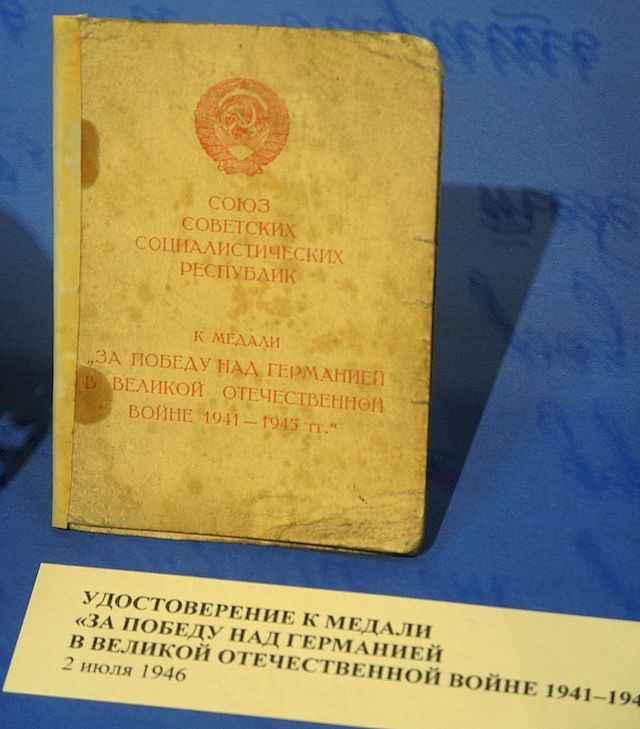 СОЮЗ
СОВЕТСКИХ
СОЦИАЛИСТИЧЕСКИХ
РЕСПУБЛИК
К МЕДАЛИ
„ЗА ПОБЕДУ НАД ГЕРМАНИЕЙ
В ВЕЛИКОЙ ОТЕЧЕСТВЕННОЙ
ВОЙНЕ 1941—1945 гг.“
УДОСТОВЕРЕНИЕ К МЕДАЛИ
«ЗА ПОБЕДУ НАД ГЕРМАНИЕЙ
В ВЕЛИКОЙ ОТЕЧЕСТВЕННОЙ ВОЙНЕ 1941–194
2 июля 1946